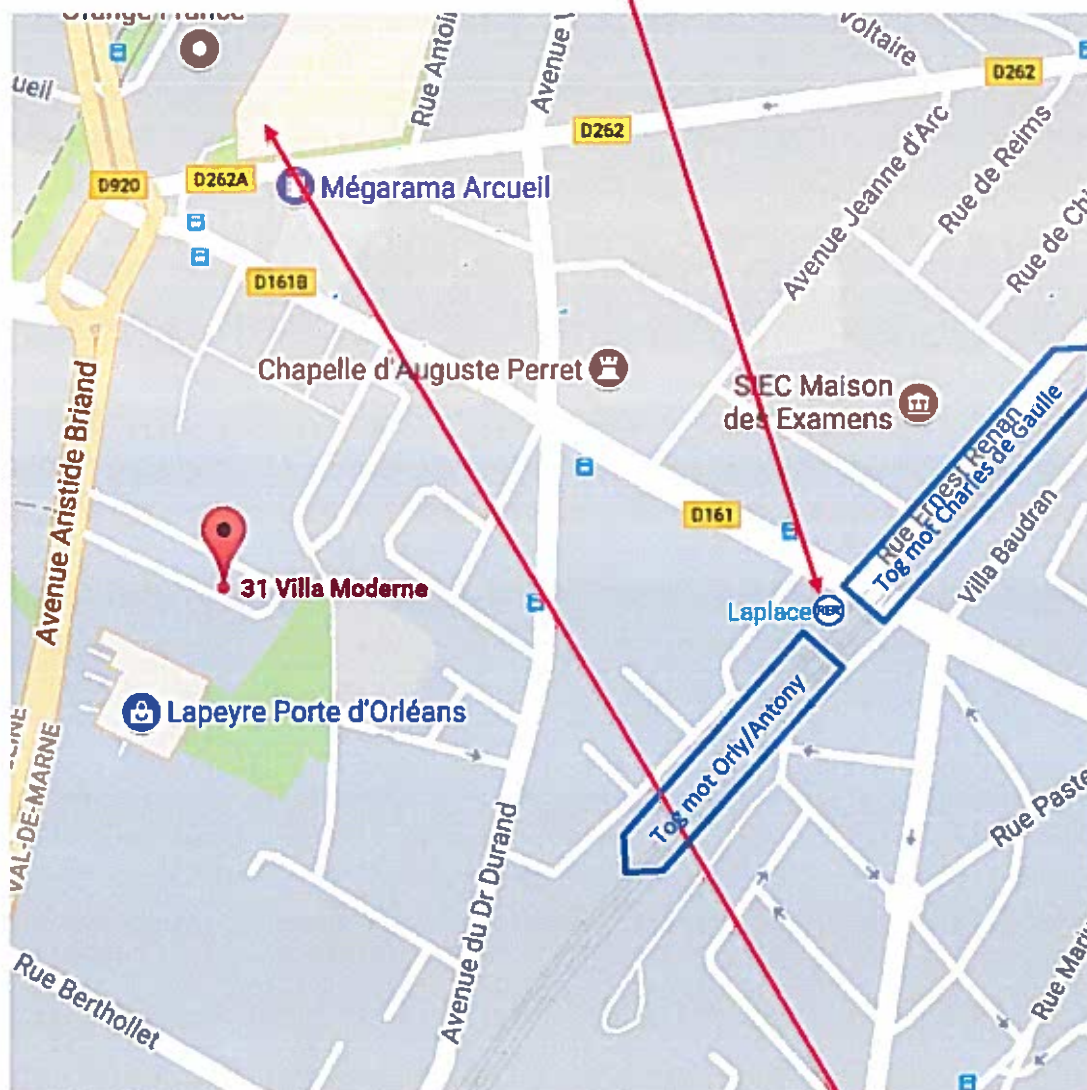 Orange France
Voltaire
ueil
Rue Antoi
Avenue V
D262
D262
D920
D262A
Mégarama Arcueil
Avenue Jeanne d'Arc
Rue de Reims
Rue de Ch
D161B
Chapelle d'Auguste Perret
SIEC Maison
des Examens
Avenue Aristide Briand
Rue Ernest Renan
Tog mot Charles de Gaulle
D161
Villa Baudran
31 Villa Moderne
Laplace RER
Lapeyre Porte d'Orléans
Tog mot Orly/Antony
VAL-DE-MARNE
Rue Paste
Avenue du Dr Durand
Rue Berthollet
Rue Mari